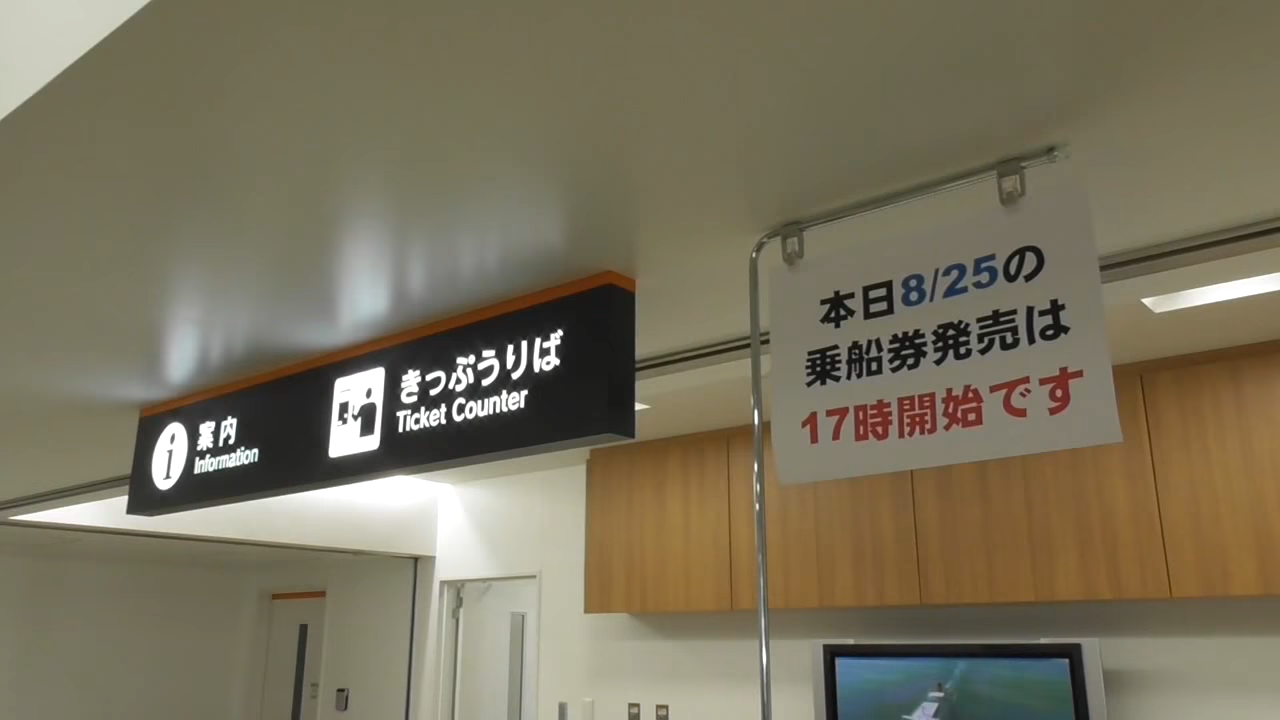 案内
Information
きっぷうりば
Ticket Counter
本日8/25の
乗船券発売は
17時開始です